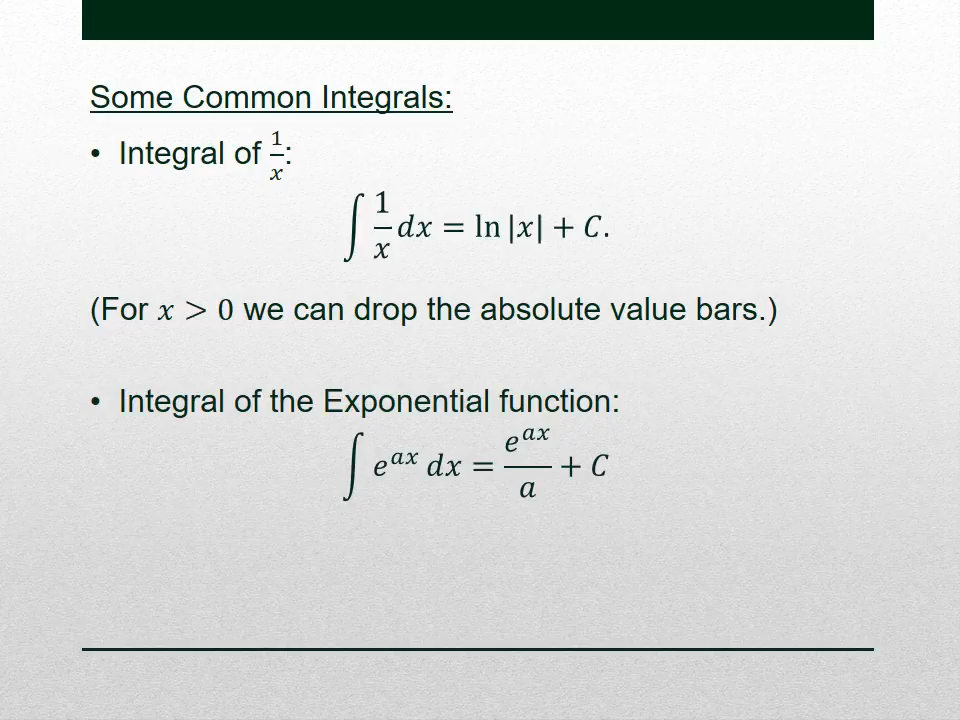 Some Common Integrals:
• Integral of 1/x:
∫ 1/x dx = ln |x| + C.
(For x > 0 we can drop the absolute value bars.)
• Integral of the Exponential function:
∫ e^{ax} dx = e^{ax}/a + C